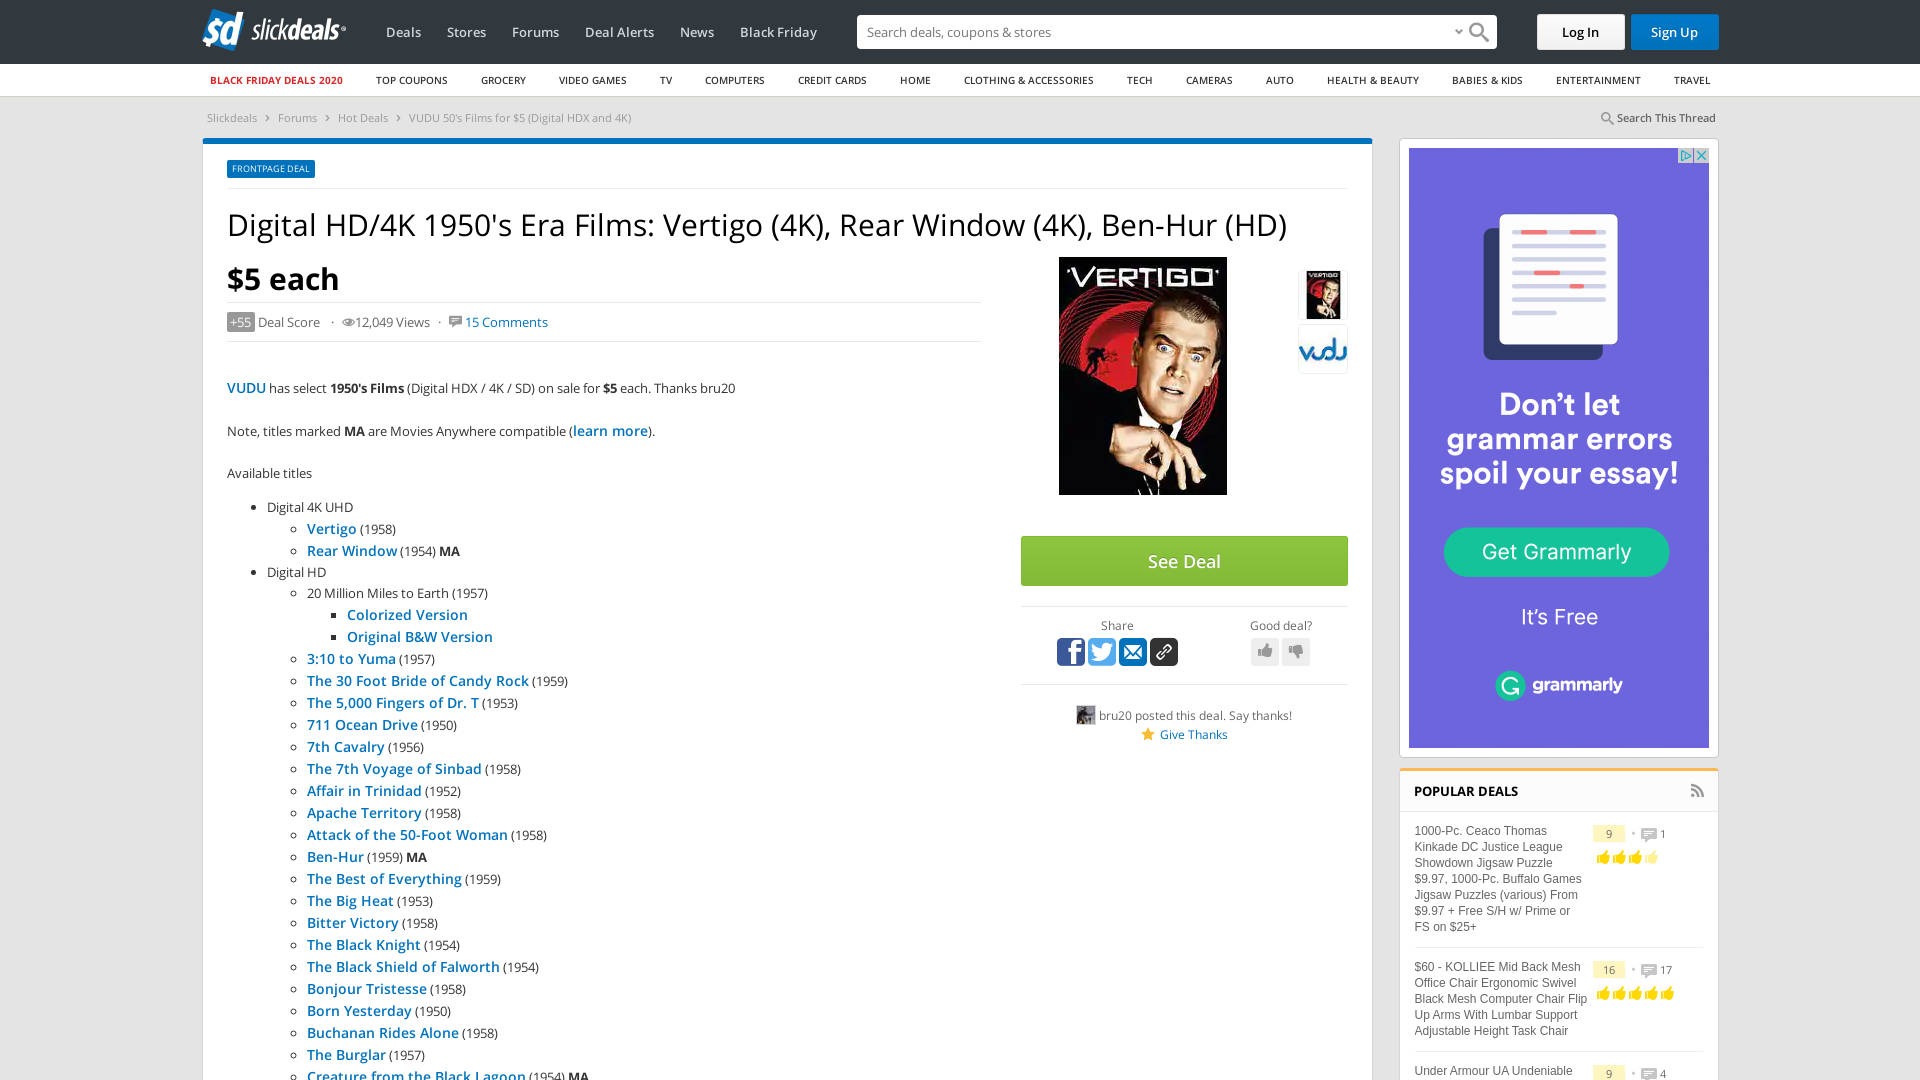 sd slickdeals
Deals Stores Forums Deal Alerts News Black Friday
Search deals, coupons & stores
Log In
Sign Up
BLACK FRIDAY DEALS 2020 TOP COUPONS GROCERY VIDEO GAMES TV COMPUTERS CREDIT CARDS HOME CLOTHING & ACCESSORIES TECH CAMERAS AUTO HEALTH & BEAUTY BABIES & KIDS ENTERTAINMENT TRAVEL
Slickdeals › Forums › Hot Deals › VUDU 50's Films for $5 (Digital HDX and 4K)
Search This Thread
FRONTPAGE DEAL
Digital HD/4K 1950's Era Films: Vertigo (4K), Rear Window (4K), Ben-Hur (HD)
$5 each
+55 Deal Score · 12,049 Views · 15 Comments
VUDU has select 1950's Films (Digital HDX / 4K / SD) on sale for $5 each. Thanks bru20
Note, titles marked MA are Movies Anywhere compatible (learn more).
Available titles
Digital 4K UHD
Vertigo (1958)
Rear Window (1954) MA
Digital HD
20 Million Miles to Earth (1957)
Colorized Version
Original B&W Version
3:10 to Yuma (1957)
The 30 Foot Bride of Candy Rock (1959)
The 5,000 Fingers of Dr. T (1953)
711 Ocean Drive (1950)
7th Cavalry (1956)
The 7th Voyage of Sinbad (1958)
Affair in Trinidad (1952)
Apache Territory (1958)
Attack of the 50-Foot Woman (1958)
Ben-Hur (1959) MA
The Best of Everything (1959)
The Big Heat (1953)
Bitter Victory (1958)
The Black Knight (1954)
The Black Shield of Falworth (1954)
Bonjour Tristesse (1958)
Born Yesterday (1950)
Buchanan Rides Alone (1958)
The Burglar (1957)
Creature from the Black Lagoon (1954) MA
VERTIGO
VERTIGO
vudu
See Deal
Share
Good deal?
bru20 posted this deal. Say thanks!
Give Thanks
Don't let
grammar errors
spoil your essay!
Get Grammarly
It's Free
grammarly
POPULAR DEALS
1000-Pc. Ceaco Thomas
Kinkade DC Justice League
Showdown Jigsaw Puzzle
$9.97, 1000-Pc. Buffalo Games
Jigsaw Puzzles (various) From
$9.97 + Free S/H w/ Prime or
FS on $25+
9 • 1
$60 - KOLLIEE Mid Back Mesh
Office Chair Ergonomic Swivel
Black Mesh Computer Chair Flip
Up Arms With Lumbar Support
Adjustable Height Task Chair
16 • 17
Under Armour UA Undeniable
9 • 4